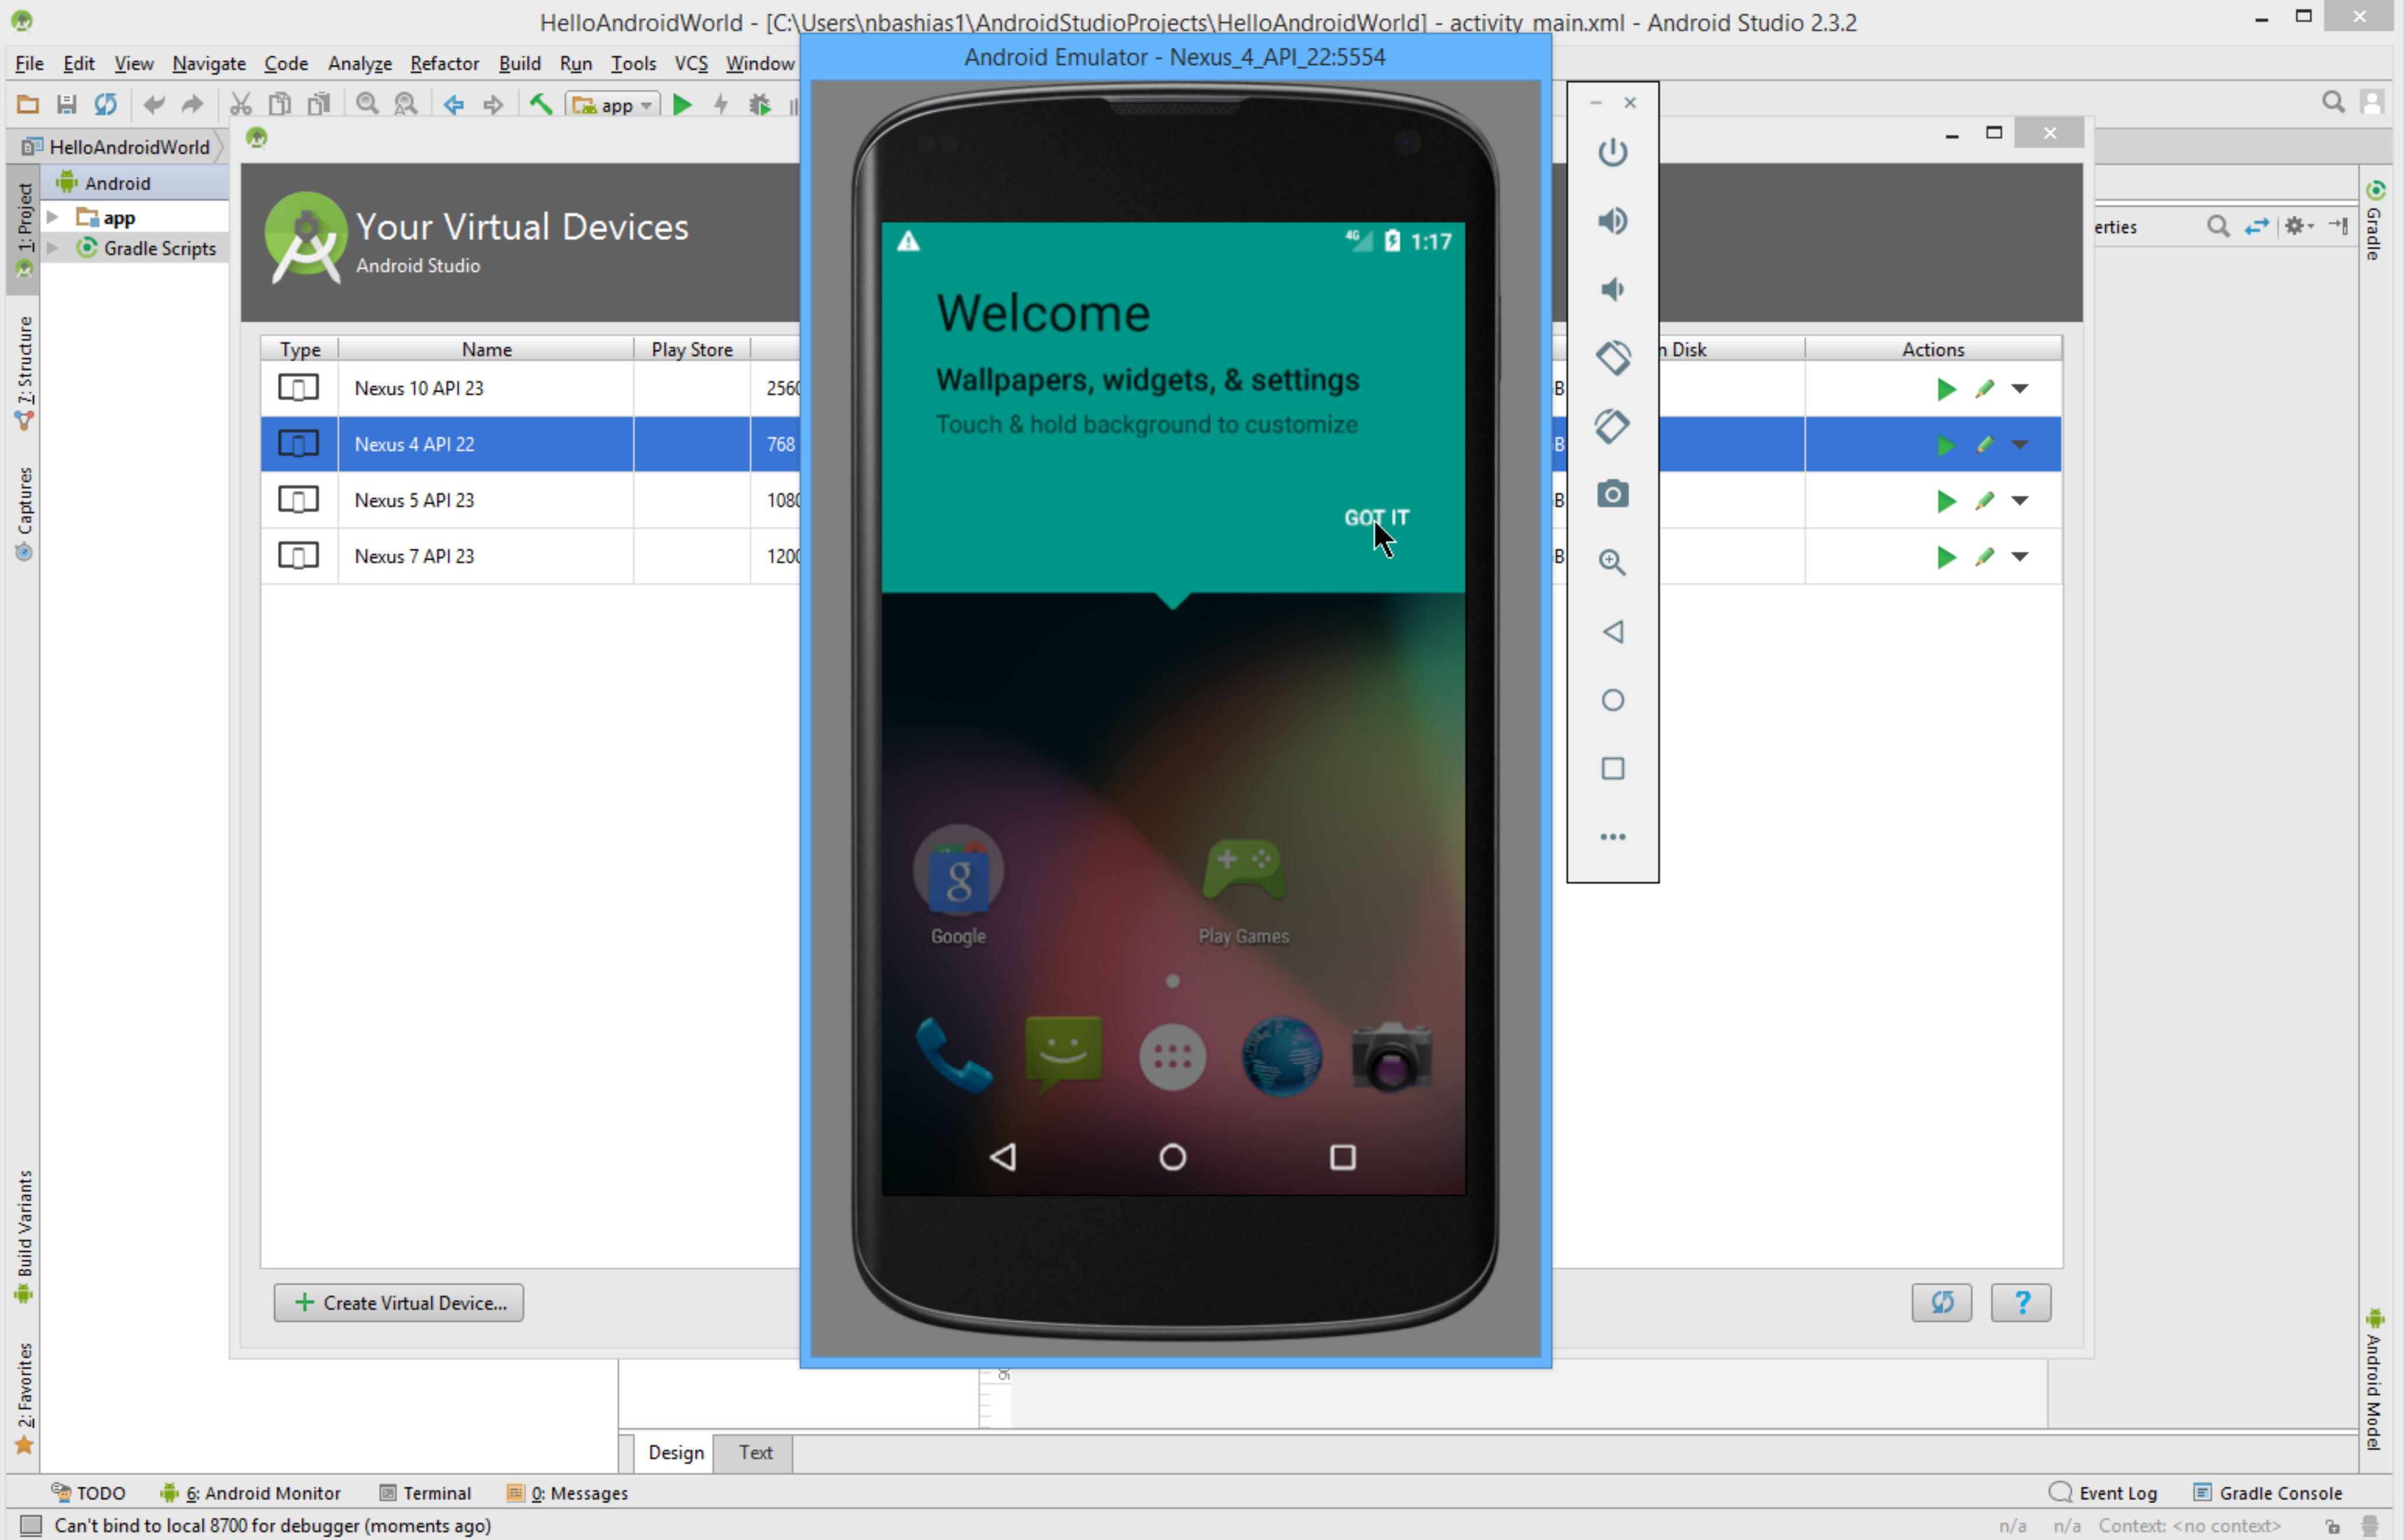 HelloAndroidWorld - [C:\Users\nbashias1\AndroidStudioProjects\HelloAndroidWorld] - activity_main.xml - Android Studio 2.3.2
File Edit View Navigate Code Analyze Refactor Build Run Tools VCS Window
Android Emulator - Nexus_4_API_22:5554
app
HelloAndroidWorld
Android
app
Gradle Scripts
1: Project
7: Structure
Captures
Build Variants
2: Favorites
Your Virtual Devices
Android Studio
Type Name Play Store Disk Actions
Nexus 10 API 23 2560
Nexus 4 API 22 768
Nexus 5 API 23 1080
Nexus 7 API 23 1200
4G 1:17
Welcome
Wallpapers, widgets, & settings
Touch & hold background to customize
GOT IT
g
Google
Play Games
Gradle
Android Model
Create Virtual Device...
?
Design Text
TODO 6: Android Monitor Terminal 0: Messages Event Log Gradle Console
Can't bind to local 8700 for debugger (moments ago) n/a n/a Context: <no context>